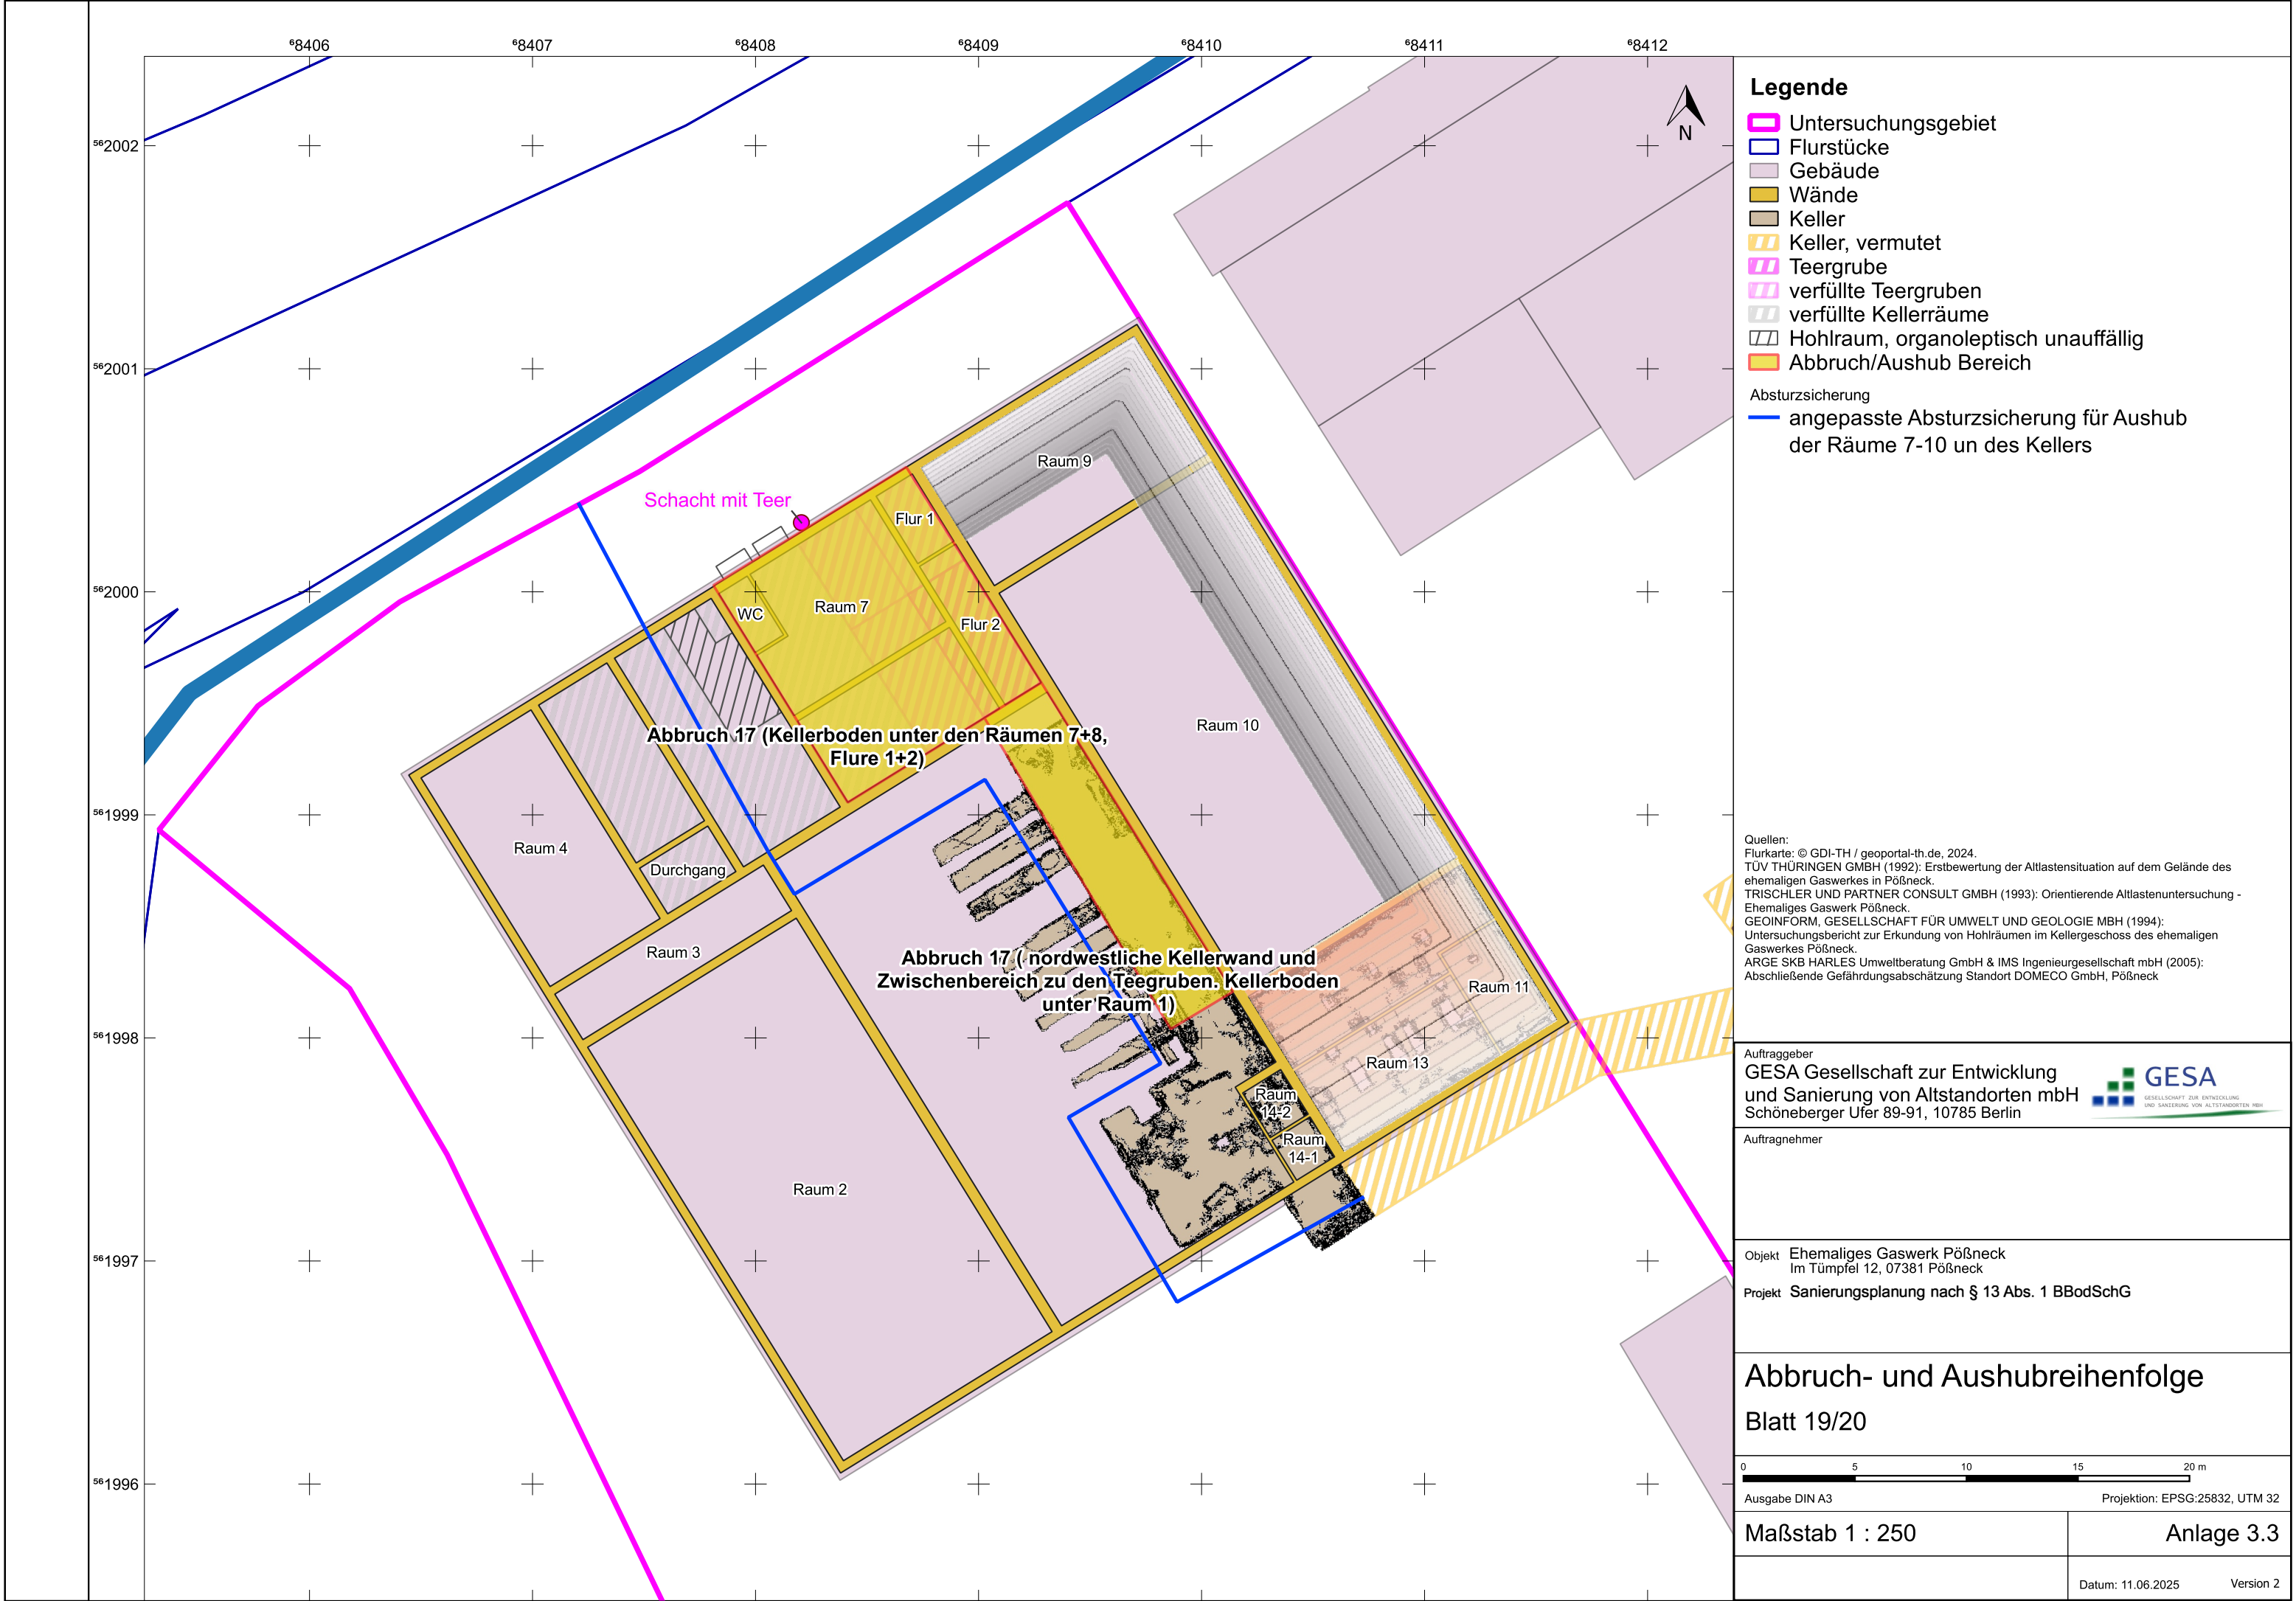 ⁶8406 ⁶8407 ⁶8408 ⁶8409 ⁶8410 ⁶8411 ⁶8412
⁵⁶2002
⁵⁶2001
⁵⁶2000
⁵⁶1999
⁵⁶1998
⁵⁶1997
⁵⁶1996
N
Raum 9
Schacht mit Teer
Flur 1
WC
Raum 7
Flur 2
Raum 10
Abbruch 17 (Kellerboden unter den Räumen 7+8,
Flure 1+2)
Raum 4
Durchgang
Raum 3
Abbruch 17 ( nordwestliche Kellerwand und
Zwischenbereich zu den Teegruben. Kellerboden
unter Raum 1)
Raum 11
Raum 13
Raum
14-2
Raum
14-1
Raum 2
Legende
Untersuchungsgebiet
Flurstücke
Gebäude
Wände
Keller
Keller, vermutet
Teergrube
verfüllte Teergruben
verfüllte Kellerräume
Hohlraum, organoleptisch unauffällig
Abbruch/Aushub Bereich
Absturzsicherung
angepasste Absturzsicherung für Aushub
der Räume 7-10 un des Kellers
Quellen:
Flurkarte: © GDI-TH / geoportal-th.de, 2024.
TÜV THÜRINGEN GMBH (1992): Erstbewertung der Altlastensituation auf dem Gelände des
ehemaligen Gaswerkes in Pößneck.
TRISCHLER UND PARTNER CONSULT GMBH (1993): Orientierende Altlastenuntersuchung -
Ehemaliges Gaswerk Pößneck.
GEOINFORM, GESELLSCHAFT FÜR UMWELT UND GEOLOGIE MBH (1994):
Untersuchungsbericht zur Erkundung von Hohlräumen im Kellergeschoss des ehemaligen
Gaswerkes Pößneck.
ARGE SKB HARLES Umweltberatung GmbH & IMS Ingenieurgesellschaft mbH (2005):
Abschließende Gefährdungsabschätzung Standort DOMECO GmbH, Pößneck
Auftraggeber
GESA Gesellschaft zur Entwicklung
und Sanierung von Altstandorten mbH
Schöneberger Ufer 89-91, 10785 Berlin
GESA
GESELLSCHAFT ZUR ENTWICKLUNG
UND SANIERUNG VON ALTSTANDORTEN MBH
Auftragnehmer
Objekt Ehemaliges Gaswerk Pößneck
Im Tümpfel 12, 07381 Pößneck
Projekt Sanierungsplanung nach § 13 Abs. 1 BBodSchG
Abbruch- und Aushubreihenfolge
Blatt 19/20
0 5 10 15 20 m
Ausgabe DIN A3 Projektion: EPSG:25832, UTM 32
Maßstab 1 : 250 Anlage 3.3
Datum: 11.06.2025 Version 2